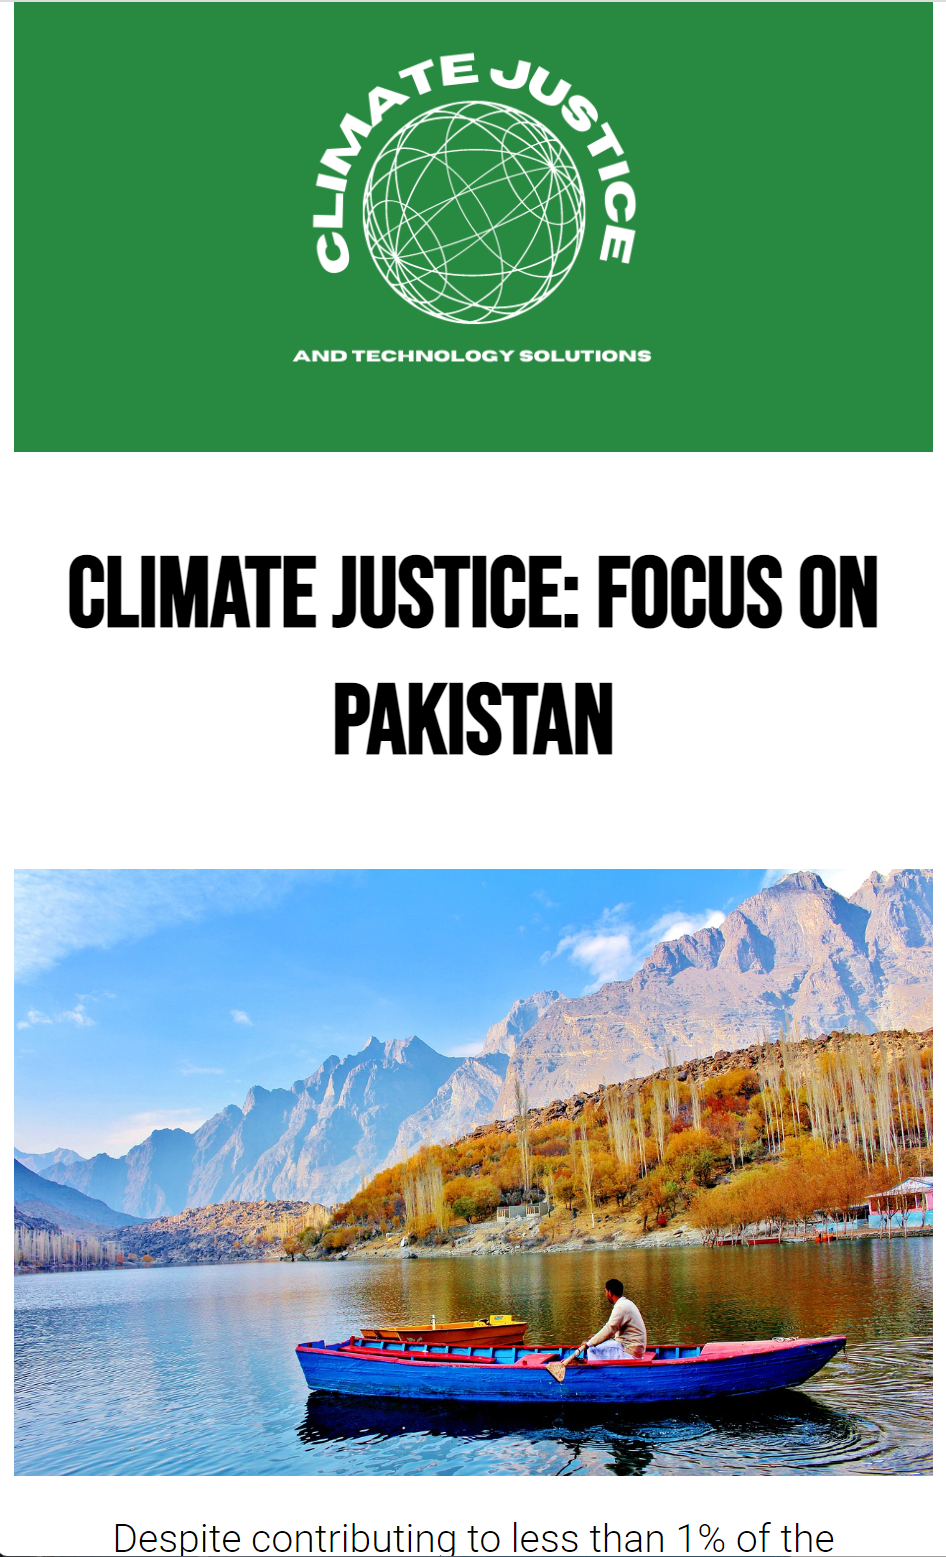 CLIMATE JUSTICE
AND TECHNOLOGY SOLUTIONS
CLIMATE JUSTICE: FOCUS ON
PAKISTAN
Despite contributing to less than 1% of the